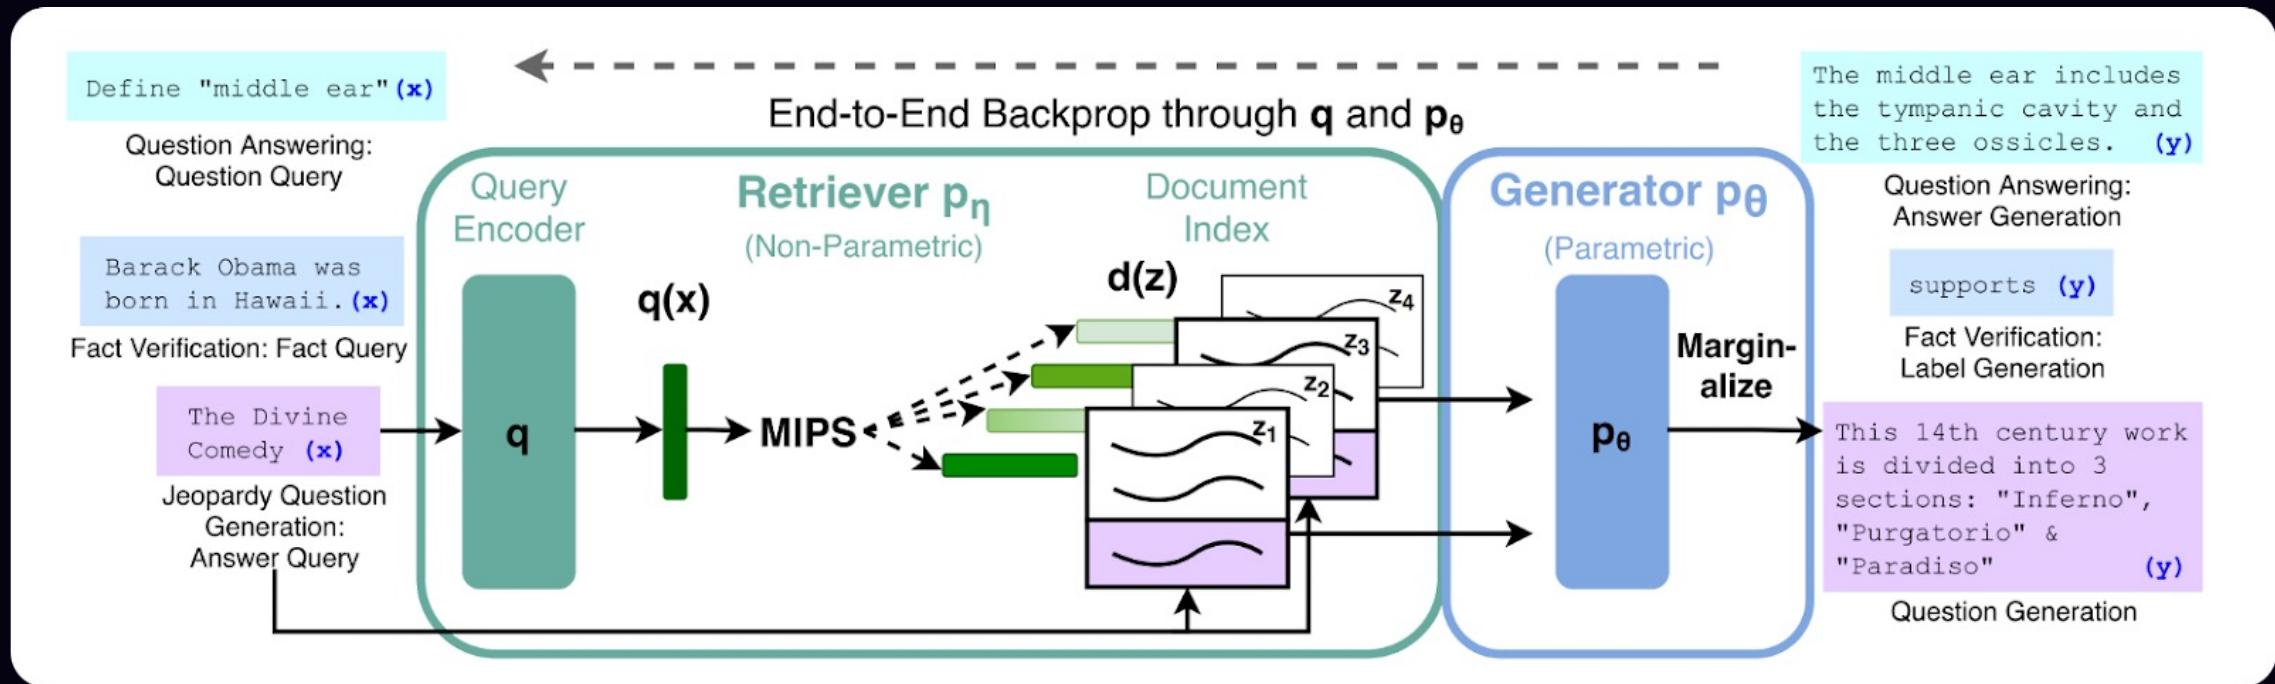 Define "middle ear" (x)
Question Answering:
Question Query
Barack Obama was
born in Hawaii. (x)
Fact Verification: Fact Query
The Divine
Comedy (x)
Jeopardy Question
Generation:
Answer Query
End-to-End Backprop through q and pθ
Query
Encoder
q
Retriever pη
(Non-Parametric)
q(x)
MIPS
Document
Index
d(z)
z4
z3
z2
z1
Generator pθ
(Parametric)
pθ
Margin-
alize
The middle ear includes
the tympanic cavity and
the three ossicles. (y)
Question Answering:
Answer Generation
supports (y)
Fact Verification:
Label Generation
This 14th century work
is divided into 3
sections: "Inferno",
"Purgatorio" &
"Paradiso" (y)
Question Generation